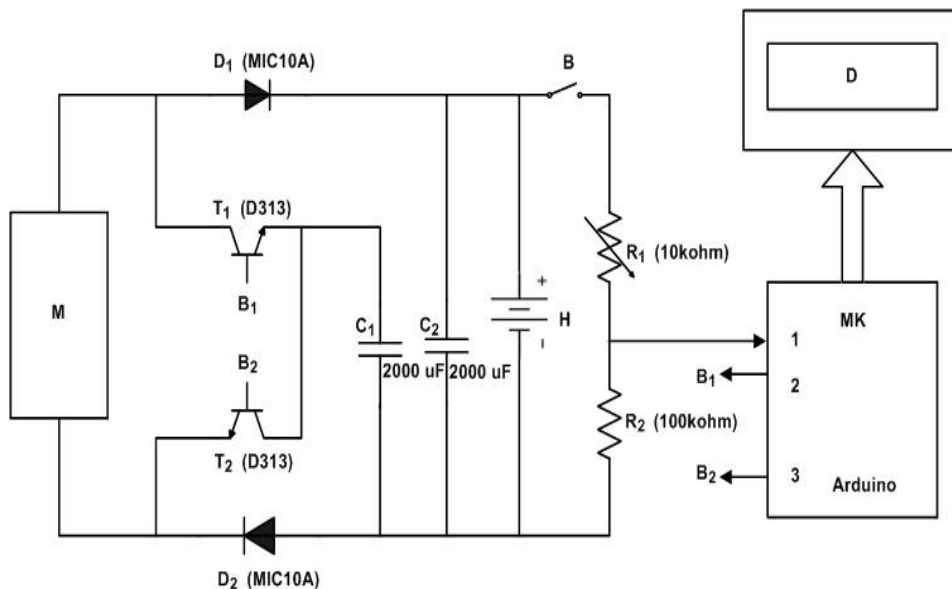 D₁ (MIC10A)
B
D
T₁ (D313)
R₁ (10kohm)
M
B₁
+
H
-
MK
C₁
C₂
1
B₂
2000 uF
2000 uF
B₁
2
R₂ (100kohm)
T₂ (D313)
B₂
3
Arduino
D₂ (MIC10A)